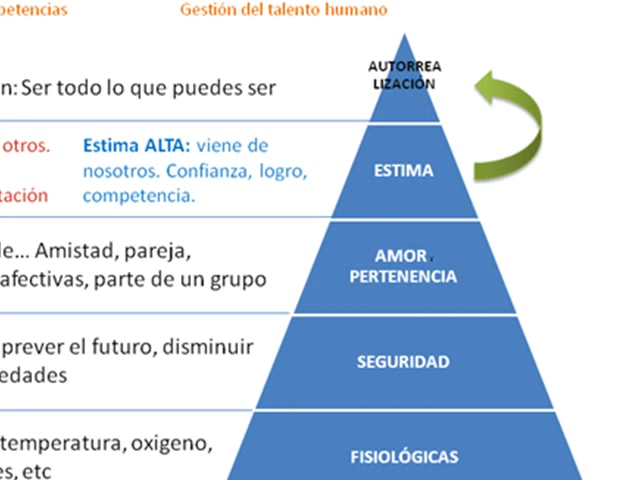 petencias Gestión del talento humano
AUTORREA
LIZACIÓN
n: Ser todo lo que puedes ser
otros.
tación
Estima ALTA: viene de
nosotros. Confianza, logro,
competencia.
ESTIMA
de... Amistad, pareja,
afectivas, parte de un grupo
AMOR.
PERTENENCIA
prever el futuro, disminuir
edades
SEGURIDAD
temperatura, oxigeno,
es, etc
FISIOLÓGICAS